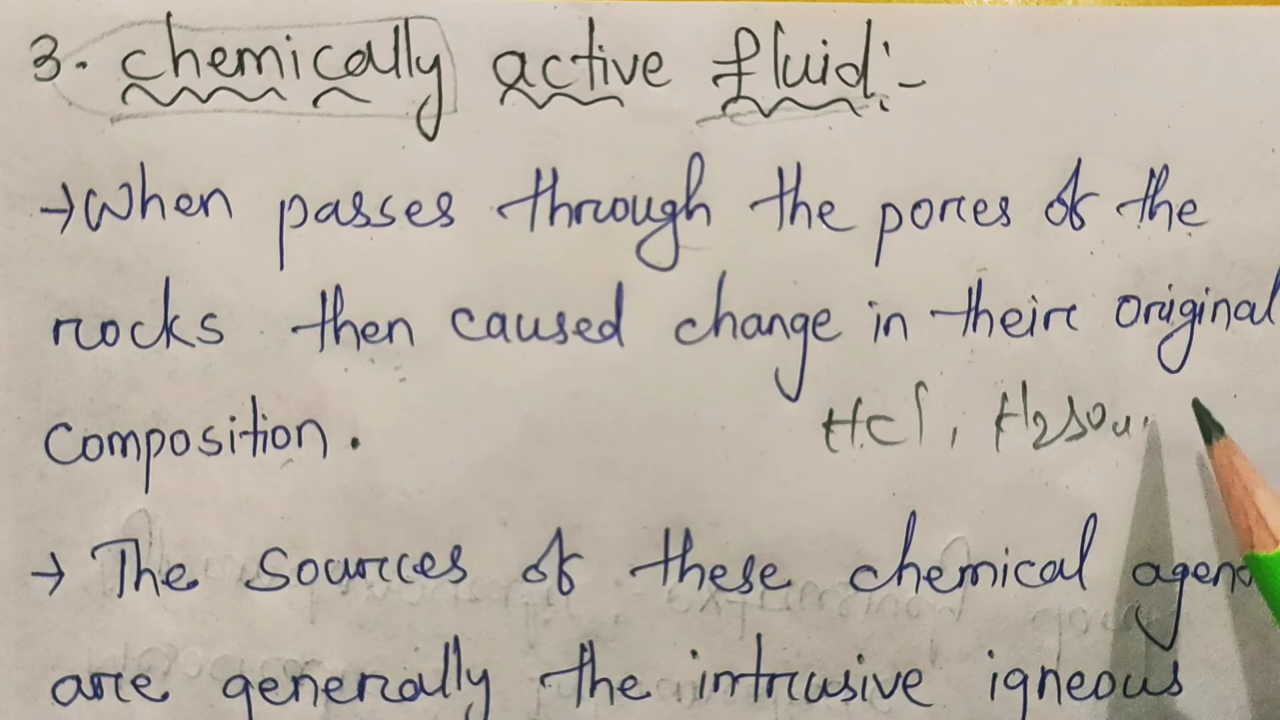 3. chemically active fluid:-
→ When passes through the pores of the
rocks then caused change in their original
composition.
HCl, H2SO4.
→ The sources of these chemical agen
are generally the intrusive igneous